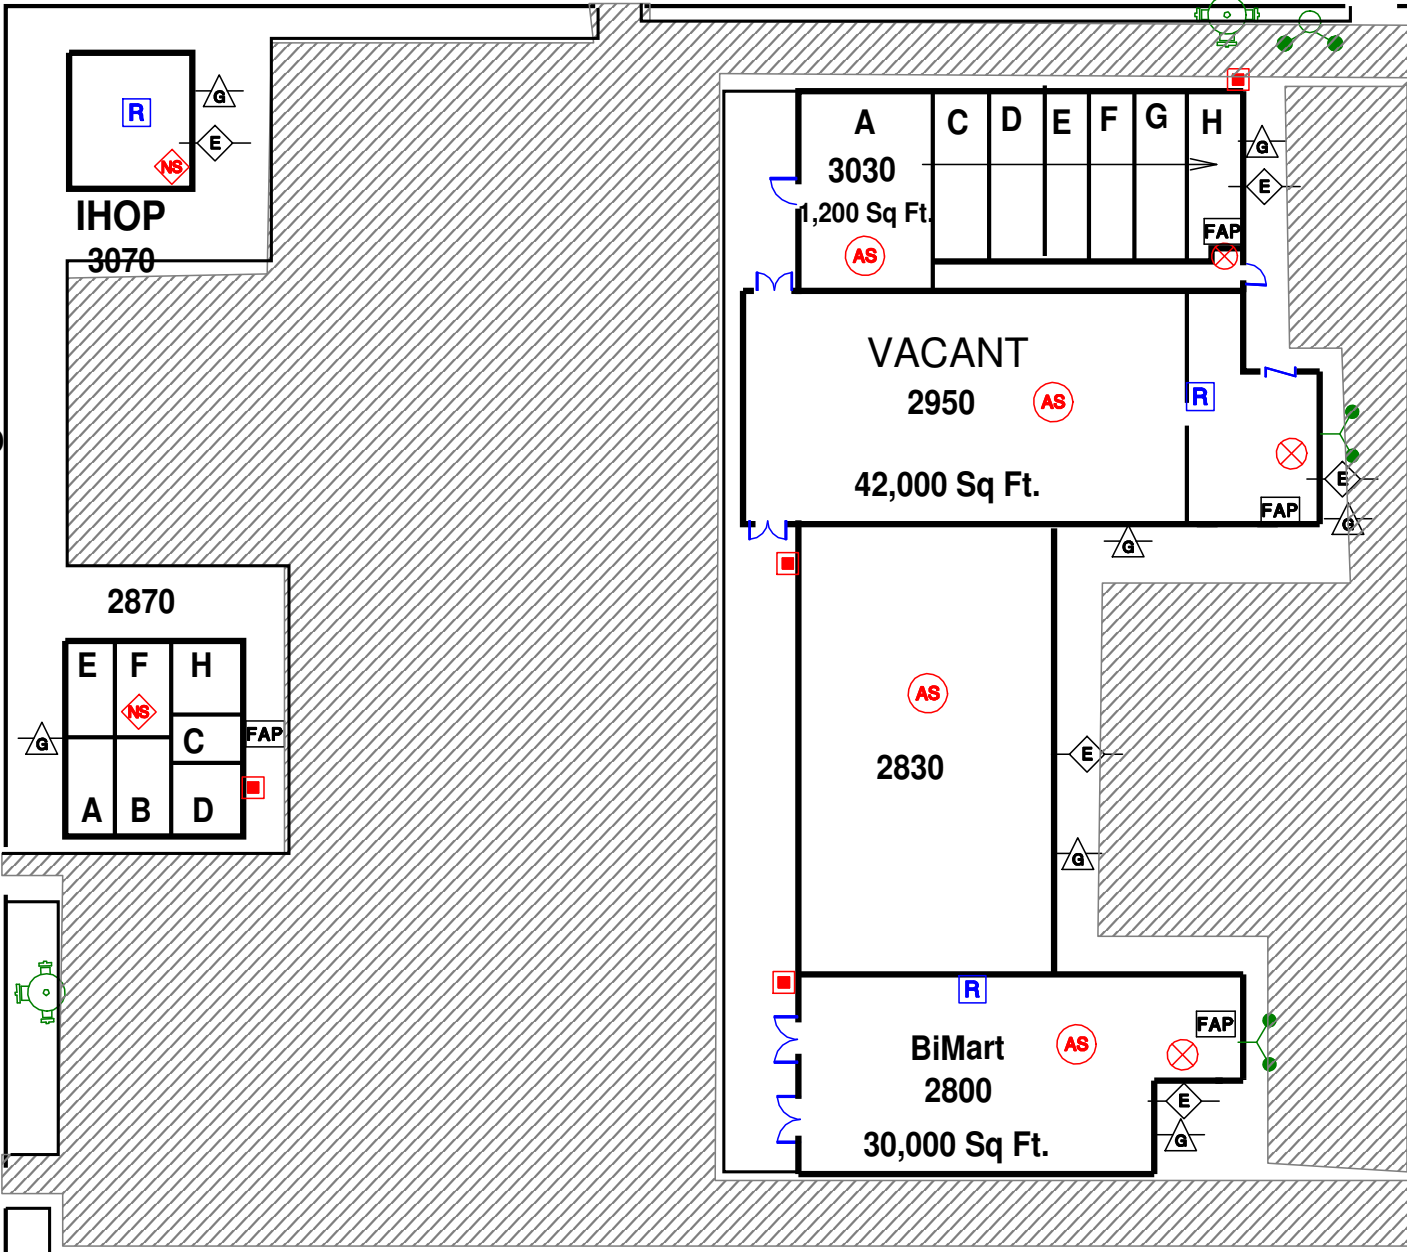 R
G
E
NS
IHOP
3070
A C D E F G H
3030
1,200 Sq Ft.
AS
G
E
FAP
VACANT
2950
AS
R
42,000 Sq Ft.
E
FAP
G
G
2870
E F H
NS
G
C
FAP
A B D
AS
2830
E
G
R
FAP
BiMart
AS
2800
E
30,000 Sq Ft.
G